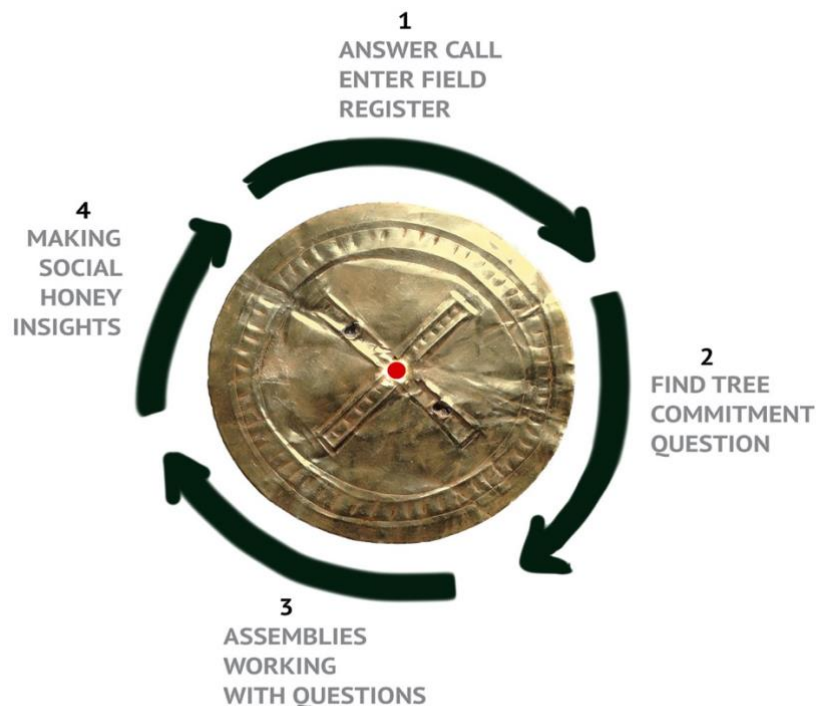 1
ANSWER CALL
ENTER FIELD
REGISTER
2
FIND TREE
COMMITMENT
QUESTION
3
ASSEMBLIES
WORKING
WITH QUESTIONS
4
MAKING
SOCIAL
HONEY
INSIGHTS